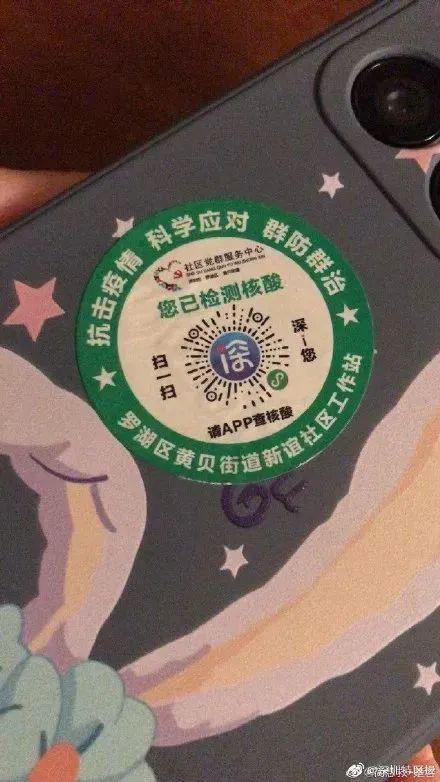 抗击疫情 科学应对 群防群治
社区党群服务中心
您已检测核酸
扫一扫
深i您
深
请APP查核酸
罗湖区黄贝街道新谊社区工作站